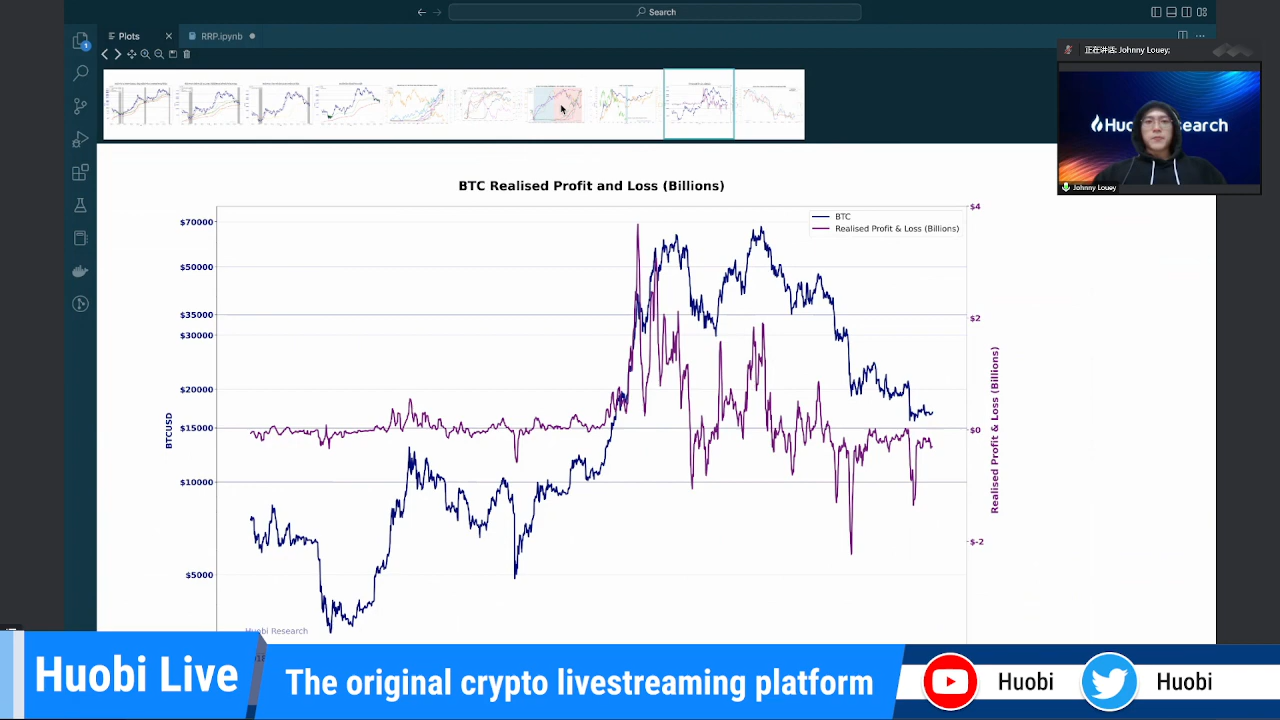 Search
Plots
RRP.ipynb
1
正在讲话: Johnny Louey;
Huobi Research
Johnny Louey
BTC Realised Profit and Loss (Billions)
BTC
Realised Profit & Loss (Billions)
$70000
$50000
$35000
$30000
$20000
$15000
$10000
$5000
BTCUSD
$4
$2
$0
$-2
Realised Profit & Loss (Billions)
Huobi Research
Huobi Live
The original crypto livestreaming platform
Huobi
Huobi